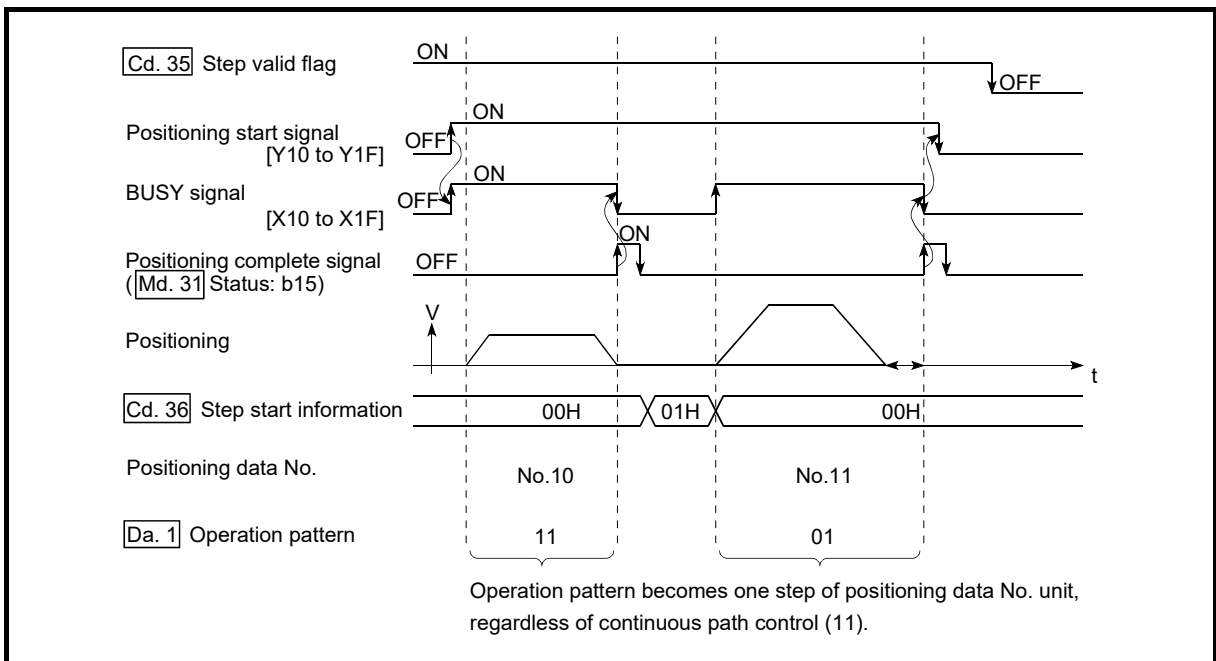 ON
Cd. 35 Step valid flag
OFF
ON
Positioning start signal
OFF
[Y10 to Y1F]
ON
BUSY signal
OFF
[X10 to X1F]
ON
Positioning complete signal
OFF
( Md. 31 Status: b15)
V
Positioning
t
Cd. 36 Step start information 00H 01H 00H
Positioning data No. No.10 No.11
Da. 1 Operation pattern 11 01
Operation pattern becomes one step of positioning data No. unit,
regardless of continuous path control (11).